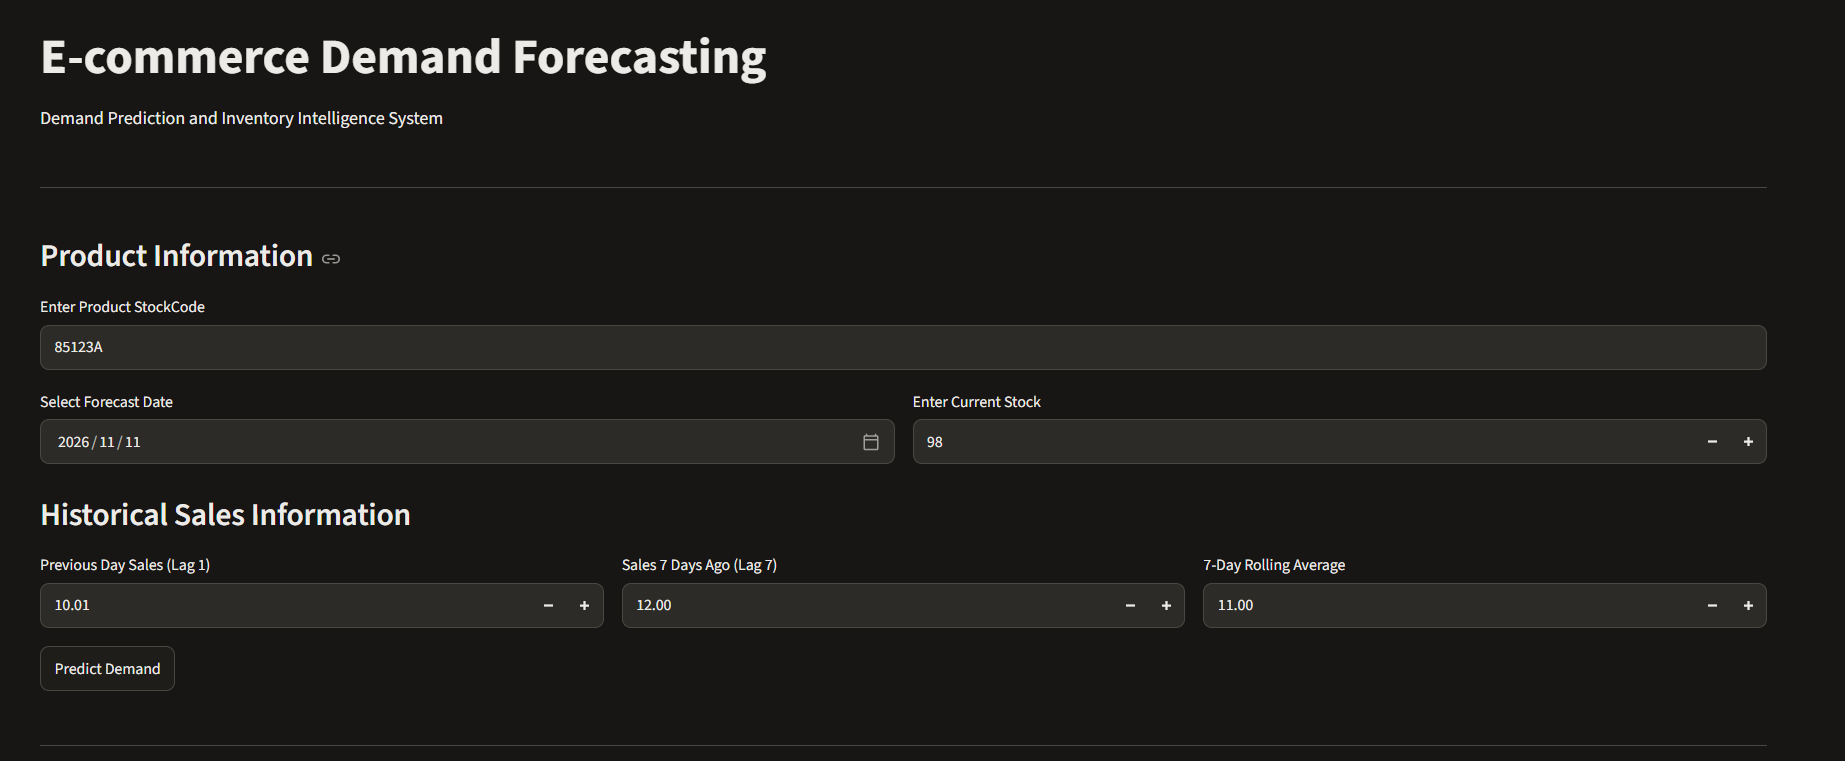 E-commerce Demand Forecasting
Demand Prediction and Inventory Intelligence System
Product Information
Enter Product StockCode
85123A
Select Forecast Date
Enter Current Stock
2026/11/11
98
Historical Sales Information
Previous Day Sales (Lag 1)
Sales 7 Days Ago (Lag 7)
7-Day Rolling Average
10.01
12.00
11.00
Predict Demand